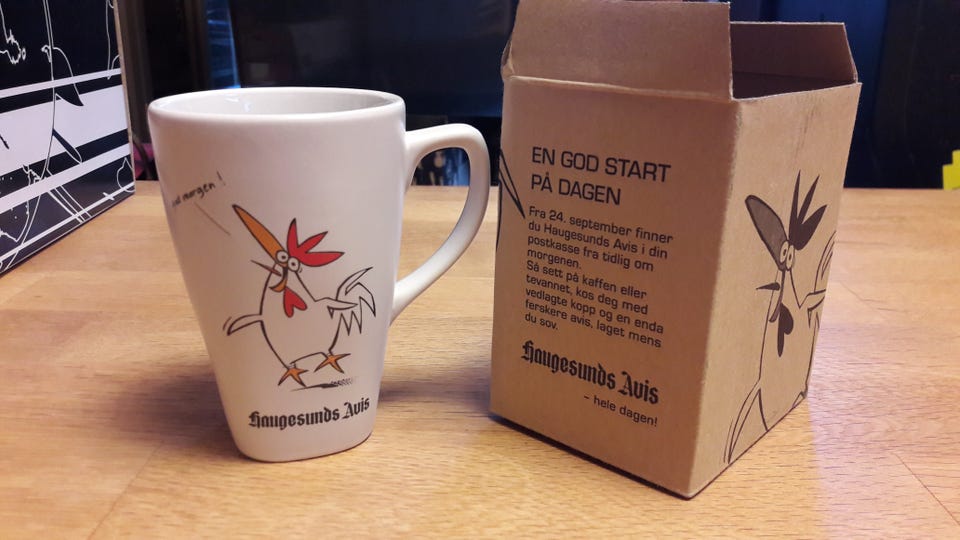 morgen!
Haugesunds Avis
EN GOD START
PÅ DAGEN
Fra 24. september finner
du Haugesunds Avis i din
postkasse fra tidlig om
morgenen.
Så sett på kaffen eller
tevannet, kos deg med
vedlagte kopp og en enda
ferskere avis, laget mens
du sov.
Haugesunds Avis
– hele dagen!